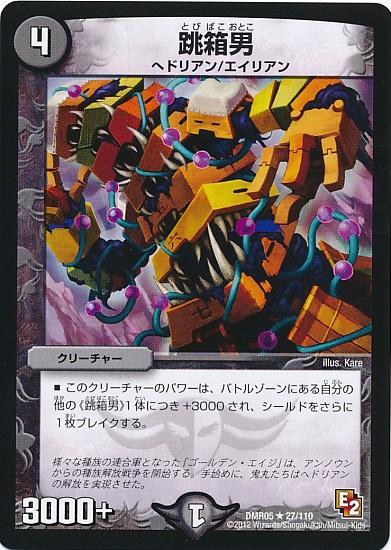 4
とびばこおとこ
跳箱男
ヘドリアン/エイリアン
クリーチャー
illus. Kare
■ このクリーチャーのパワーは、バトルゾーンにある自分の
他の《跳箱男》1体につき+3000され、シールドをさらに
1枚ブレイクする。
様々な種族の連合軍となった「ゴールデン・エイジ」は、アンノウン
からの種族解放戦争を開始する。手始めに、鬼丸たちはヘドリアン
の解放を実現させた。
3000+
1
DMR05 ★ 27/110
©2012 Wizards/Shogakukan/Mitsui-Kids
E2